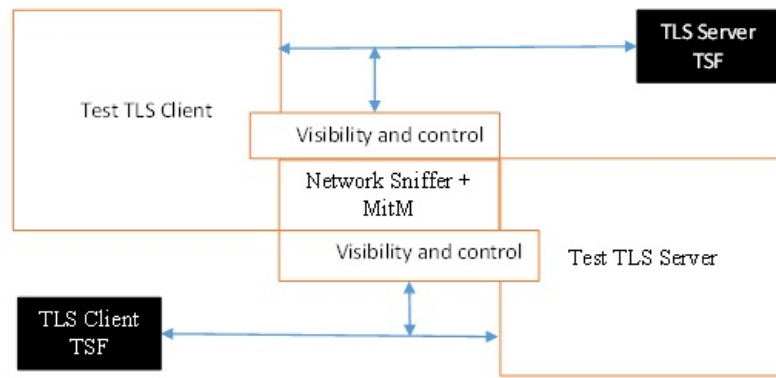 TLS Server
TSF
Test TLS Client
Visibility and control
Network Sniffer +
MitM
Visibility and control
Test TLS Server
TLS Client
TSF